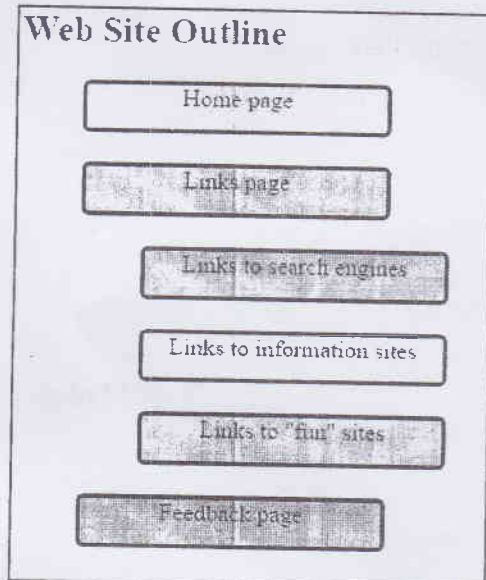 Web Site Outline
Home page
Links page
Links to search engines
Links to information sites
Links to "fun" sites
Feedback page